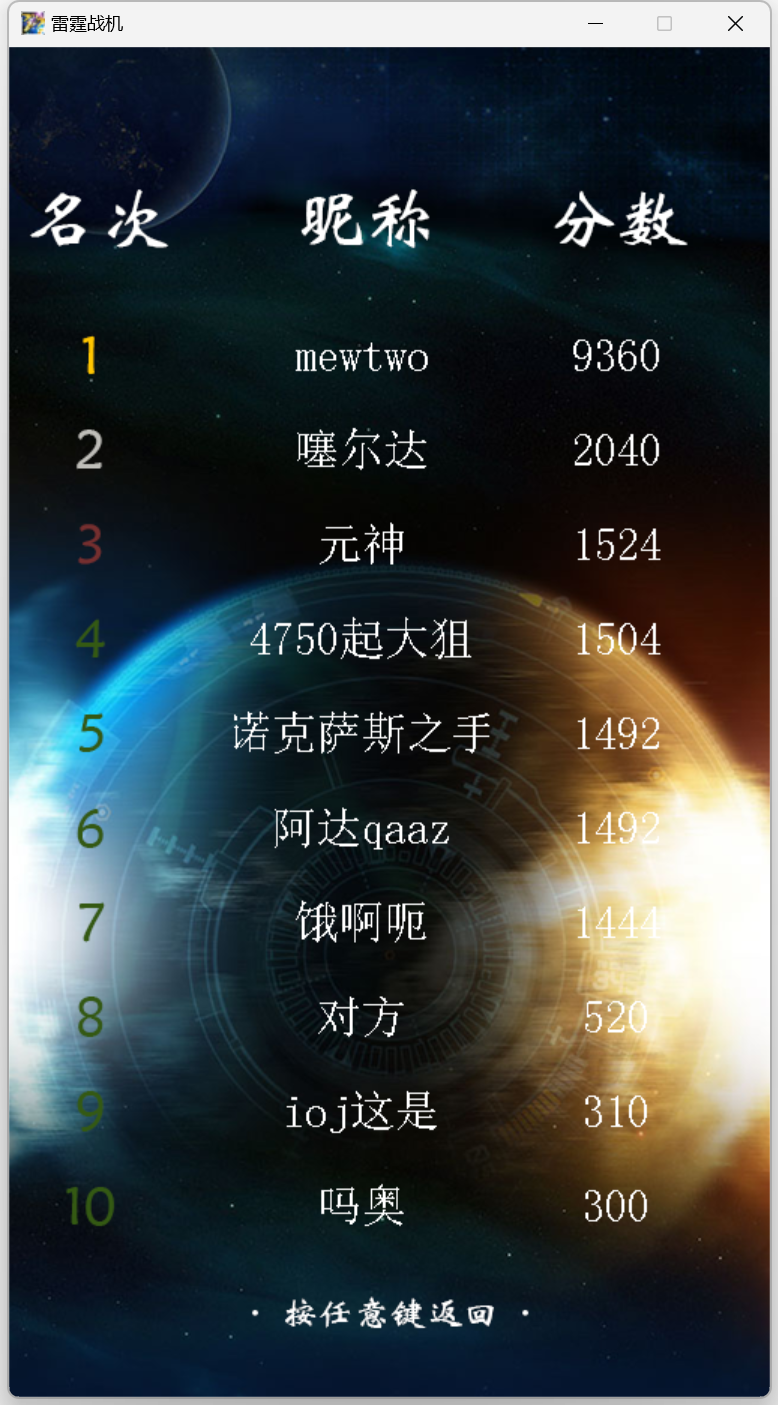 雷霆战机
名次 昵称 分数
1 mewtwo 9360
2 噻尔达 2040
3 元神 1524
4 4750起大狙 1504
5 诺克萨斯之手 1492
6 阿达qaaz 1492
7 饿啊呃 1444
8 对方 520
9 ioj这是 310
10 吗奥 300
· 按任意键返回 ·